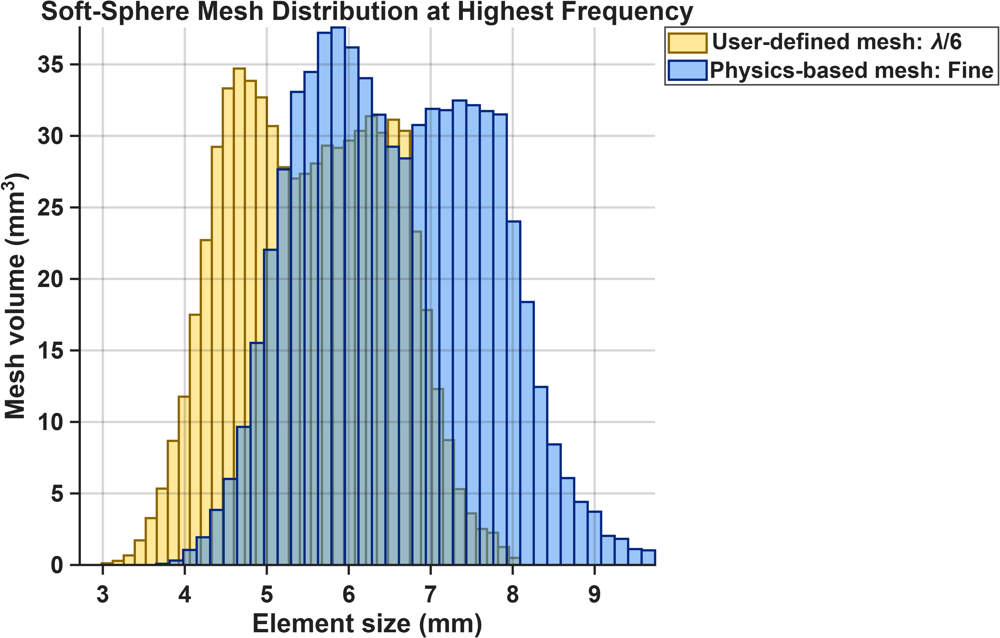 Soft-Sphere Mesh Distribution at Highest Frequency
User-defined mesh: λ/6
Physics-based mesh: Fine
Mesh volume (mm³)
35
30
25
20
15
10
5
0
3 4 5 6 7 8 9
Element size (mm)